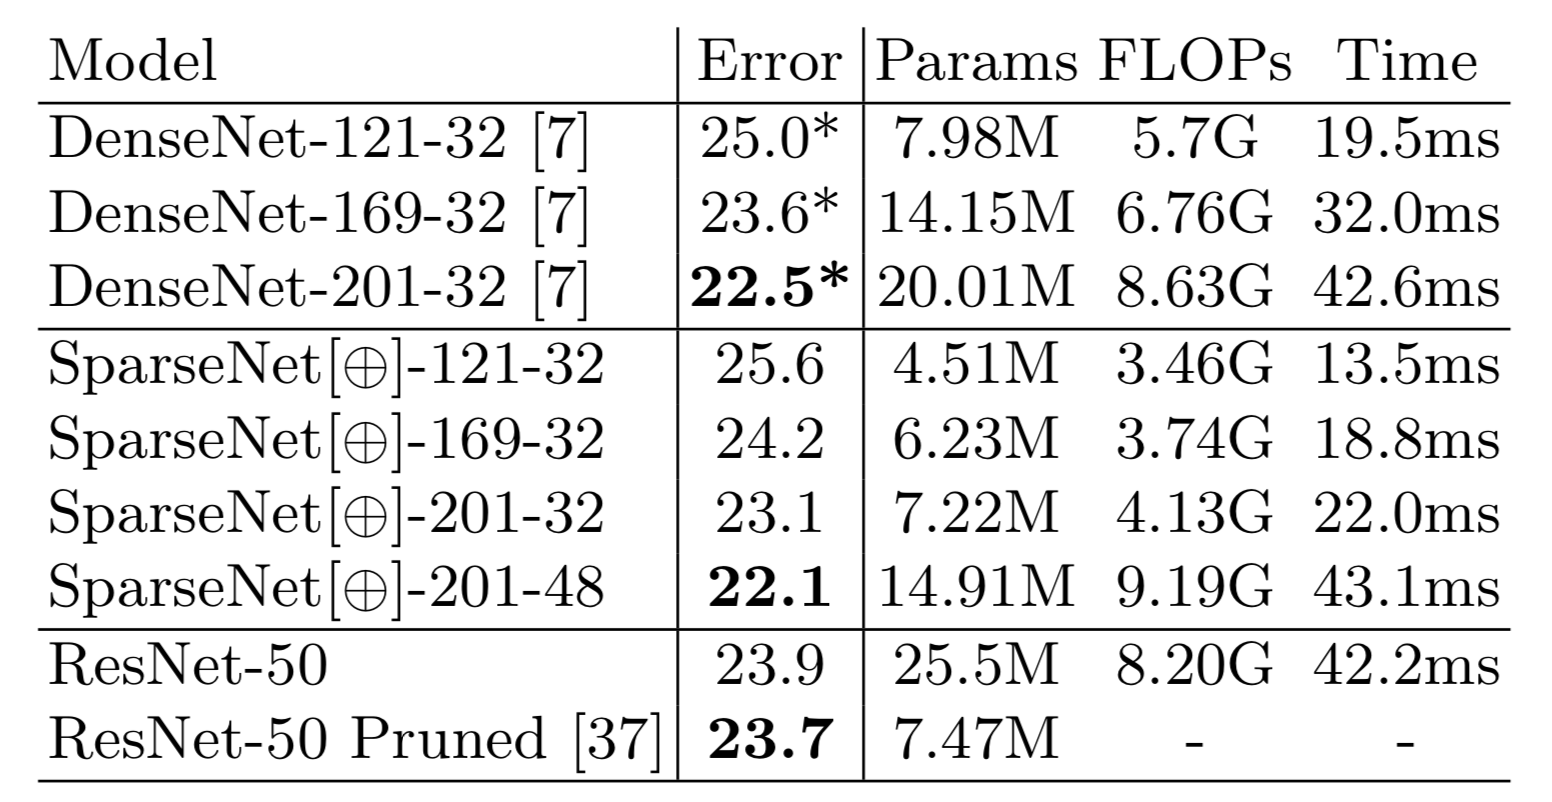 Model Error Params FLOPs Time
DenseNet-121-32 [7] 25.0* 7.98M 5.7G 19.5ms
DenseNet-169-32 [7] 23.6* 14.15M 6.76G 32.0ms
DenseNet-201-32 [7] 22.5* 20.01M 8.63G 42.6ms
SparseNet[⊕]-121-32 25.6 4.51M 3.46G 13.5ms
SparseNet[⊕]-169-32 24.2 6.23M 3.74G 18.8ms
SparseNet[⊕]-201-32 23.1 7.22M 4.13G 22.0ms
SparseNet[⊕]-201-48 22.1 14.91M 9.19G 43.1ms
ResNet-50 23.9 25.5M 8.20G 42.2ms
ResNet-50 Pruned [37] 23.7 7.47M - -